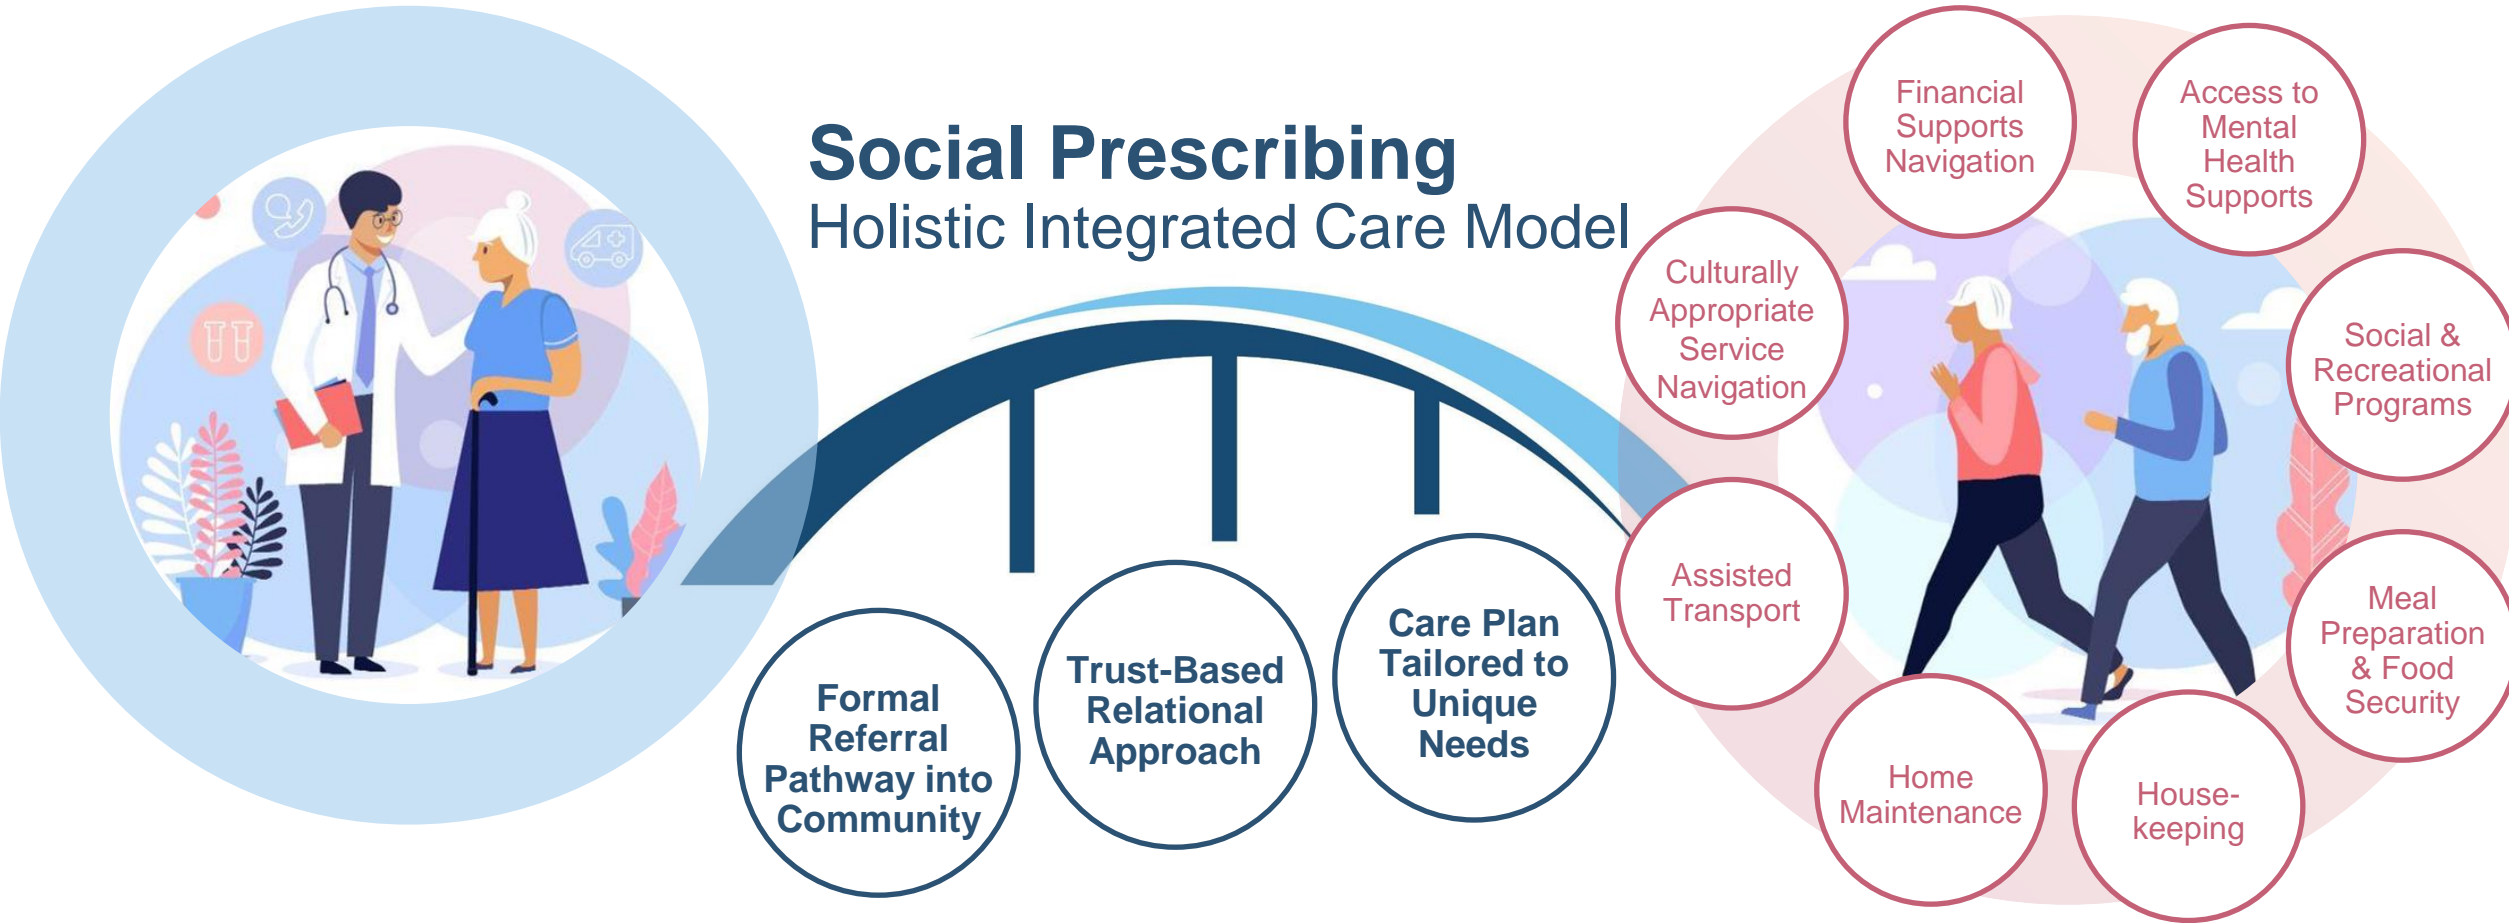 Social Prescribing
Holistic Integrated Care Model
Formal
Referral
Pathway into
Community
Trust-Based
Relational
Approach
Care Plan
Tailored to
Unique
Needs
Financial
Supports
Navigation
Access to
Mental
Health
Supports
Social &
Recreational
Programs
Meal
Preparation
& Food
Security
House-
keeping
Home
Maintenance
Assisted
Transport
Culturally
Appropriate
Service
Navigation